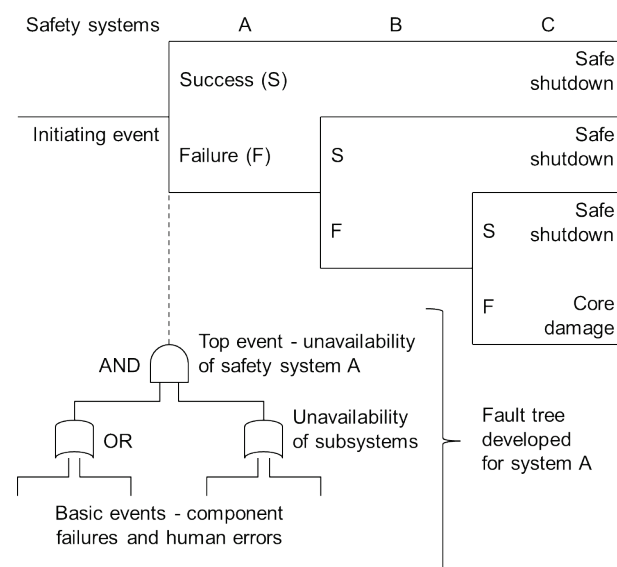 Safety systems A B C
Success (S)
Safe
shutdown
Initiating event
Failure (F)
S
Safe
shutdown
F
S
Safe
shutdown
F
Core
damage
Top event - unavailability
of safety system A
AND
OR
Unavailability
of subsystems
Fault tree
developed
for system A
Basic events - component
failures and human errors